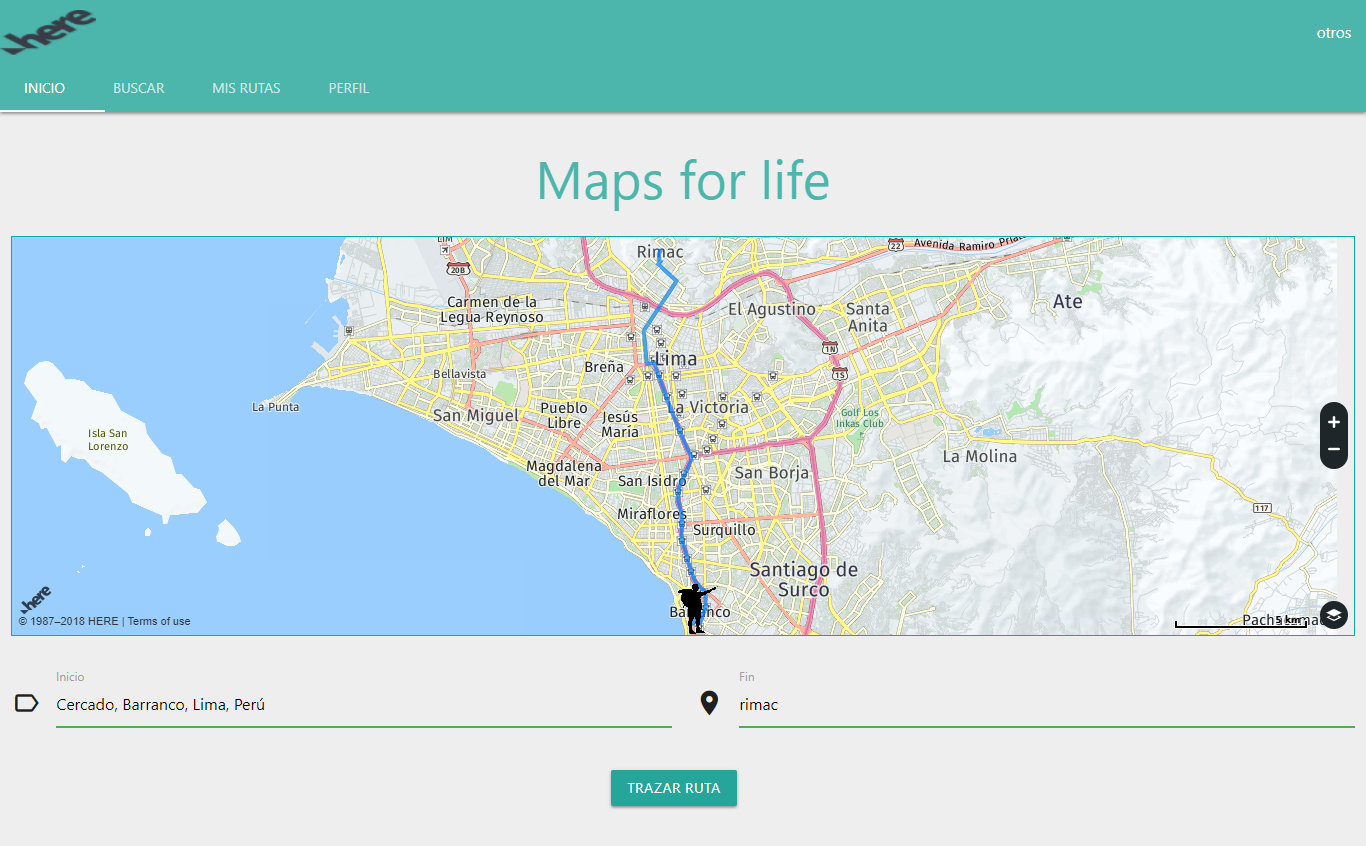 here
otros
INICIO
BUSCAR
MIS RUTAS
PERFIL
Maps for life
LIM
20B
Rimac
22
Avenida Ramiro Pria
Carmen de la
Legua Reynoso
El Agustino
Santa
Anita
Ate
Lima
1N
1S
Breña
Bellavista
La Punta
San Miguel
Pueblo
Libre
Jesús
María
La Victoria
Golf Los
Inkas Club
Isla San
Lorenzo
Magdalena
del Mar
San Isidro
San Borja
La Molina
Miraflores
Surquillo
117
Santiago de
Surco
here
© 1987–2018 HERE | Terms of use
5 km
+
−
Inicio
Cercado, Barranco, Lima, Perú
Fin
rimac
TRAZAR RUTA